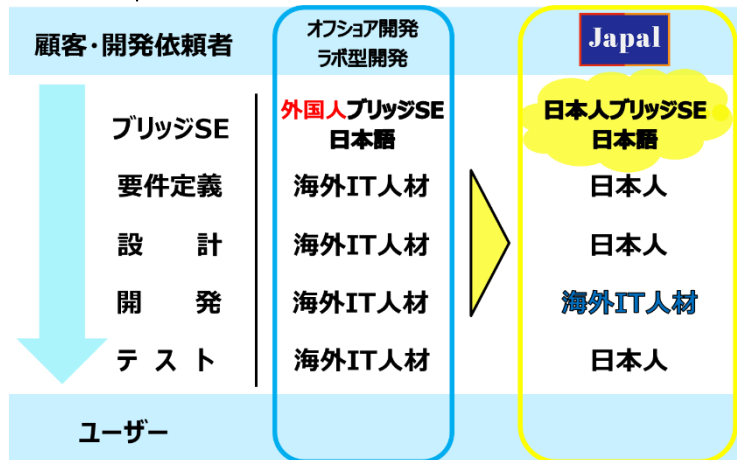 顧客・開発依頼者
オフショア開発
ラボ型開発
Japal
ブリッジSE
外国人ブリッジSE
日本語
日本人ブリッジSE
日本語
要件定義
海外IT人材
日本人
設 計
海外IT人材
日本人
開 発
海外IT人材
海外IT人材
テ ス ト
海外IT人材
日本人
ユーザー